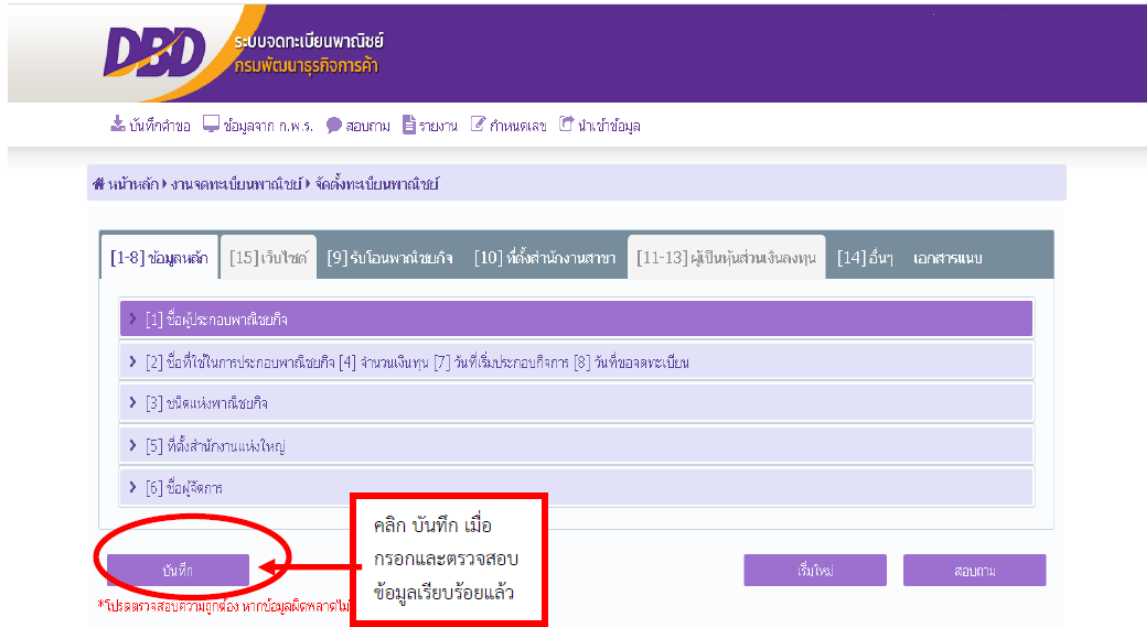 DBD
ระบบจดทะเบียนพาณิชย์
กรมพัฒนาธุรกิจการค้า
บันทึกคำขอ ข้อมูลจาก ก.พ.ร. สอบถาม รายงาน กำหนดเลข นำเข้าข้อมูล
หน้าหลัก งานจดทะเบียนพาณิชย์ จัดตั้งทะเบียนพาณิชย์
[1-8] ข้อมูลหลัก [15] เว็บไซต์ [9] รับโอนพาณิชยกิจ [10] ที่ตั้งสำนักงานสาขา [11-13] ผู้เป็นหุ้นส่วนเงินลงทุน [14] อื่นๆ เอกสารแนบ
[1] ชื่อผู้ประกอบพาณิชยกิจ
[2] ชื่อที่ใช้ในการประกอบพาณิชยกิจ [4] จำนวนเงินทุน [7] วันที่เริ่มประกอบกิจการ [8] วันที่ขอจดทะเบียน
[3] ชนิดแห่งพาณิชยกิจ
[5] ที่ตั้งสำนักงานแห่งใหญ่
[6] ชื่อผู้จัดการ
คลิก บันทึก เมื่อ
กรอกและตรวจสอบ
ข้อมูลเรียบร้อยแล้ว
บันทึก เริ่มใหม่ สอบถาม
*โปรดตรวจสอบความถูกต้อง หากข้อมูลผิดพลาดไม่